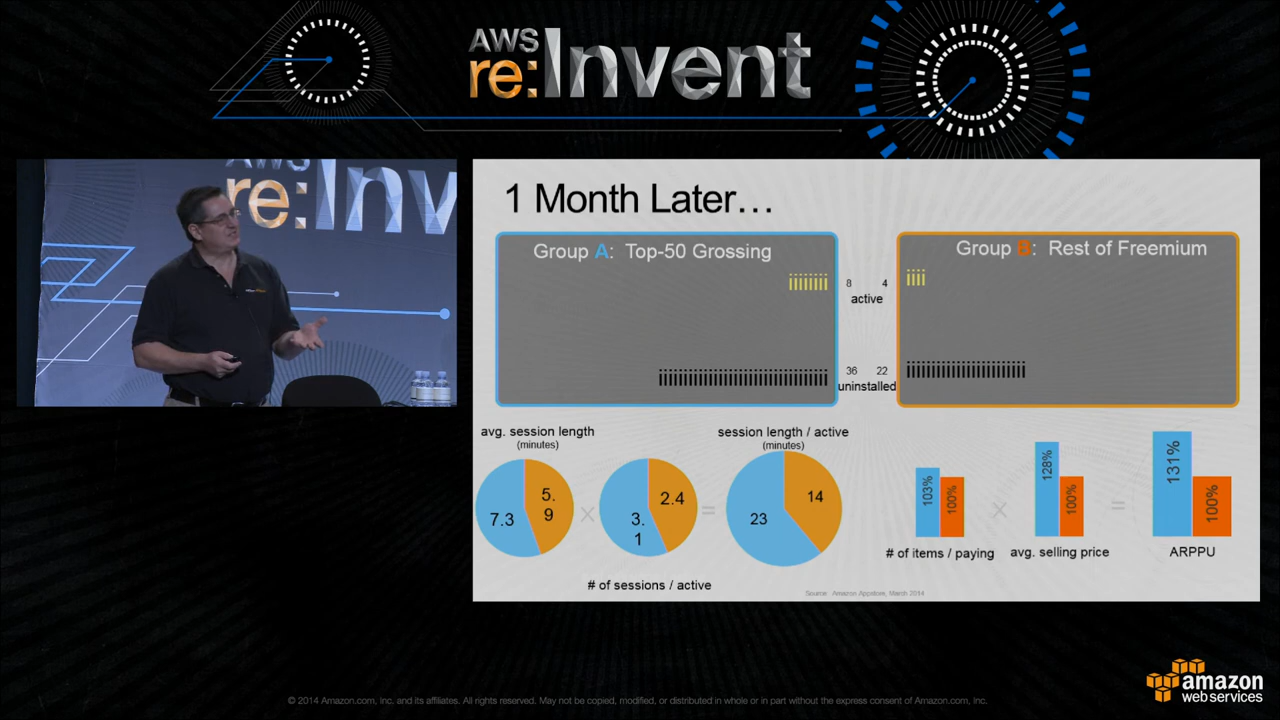 AWS
re:Invent
AWS
re:Inv
1 Month Later…
Group A: Top-50 Grossing
Group B: Rest of Freemium
8 4
active
36 22
uninstalled
avg. session length
(minutes)
session length / active
(minutes)
7.3
5.
9
x
3.
1
2.4
=
23
14
# of sessions / active
103%
100%
x
128%
100%
=
131%
100%
# of items / paying
avg. selling price
ARPPU
Source: Amazon Appstore, March 2014
amazon
web services
© 2014 Amazon.com, inc. and its affiliates. All rights reserved. May not be copied, modified, or distributed in whole or in part without the express consent of Amazon.com, inc.